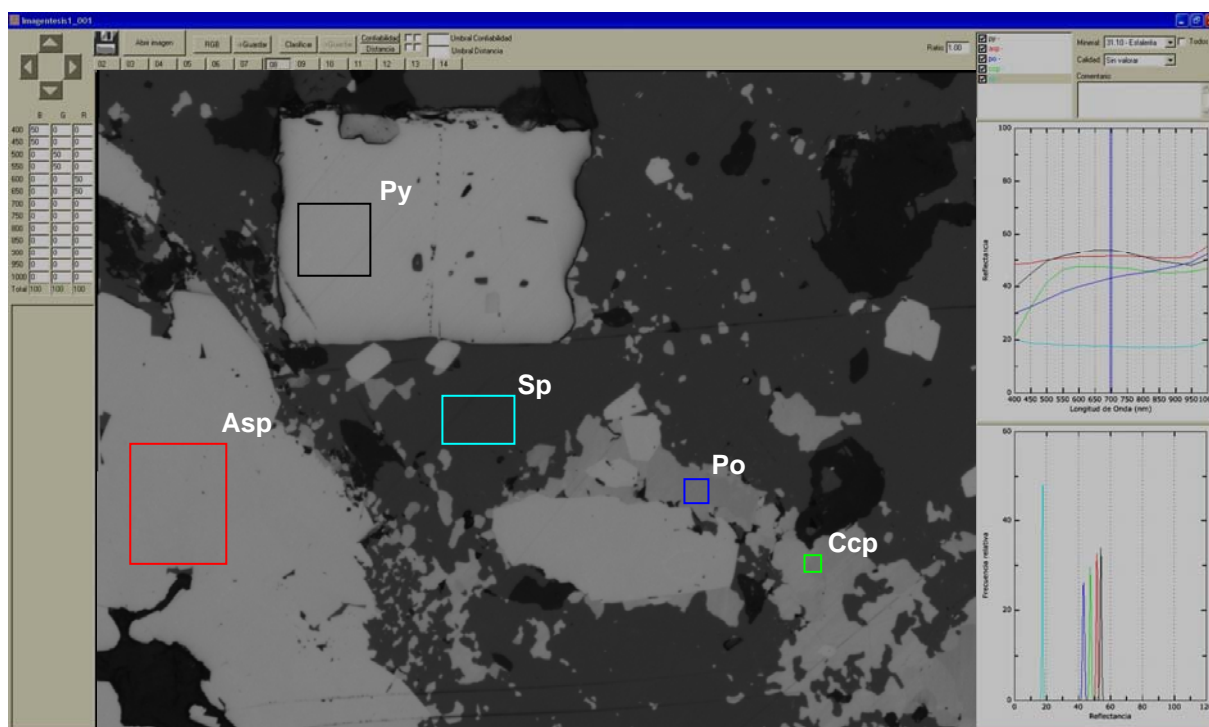 Imagentesis1_001
Abrir imagen
RGB
->Guardar
Clasificar
->Guardar
Confiabilidad
Distancia
Umbral Confiabilidad
Umbral Distancia
Ratio: 1.00
02 03 04 05 06 07 08 09 10 11 12 13 14
B G R
400 50 0 0
450 50 0 0
500 0 50 0
550 0 50 0
600 0 0 50
650 0 0 50
700 0 0 0
750 0 0 0
800 0 0 0
850 0 0 0
900 0 0 0
950 0 0 0
1000 0 0 0
Total 100 100 100
Py
Sp
Asp
Po
Ccp
py -
asp -
po -
Mineral
Todos
Calidad Sin valorar
Comentario
100
80
60
40
20
0
Reflectancia
400 450 500 550 600 650 700 750 800 850 900 950
Longitud de Onda (nm)
60
40
20
0
Frecuencia relativa
0 20 40 60 80 100
Reflectancia